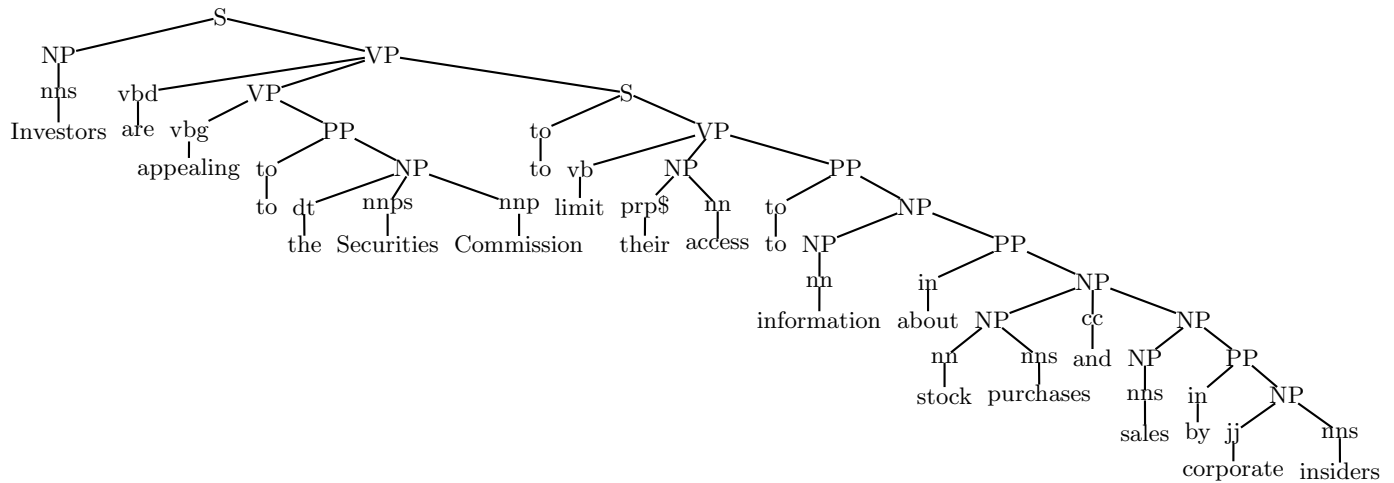 S
NP VP
nns vbd VP S
Investors are vbg PP to VP
appealing to NP to vb NP PP
to dt nnps nnp limit prp$ nn to NP
the Securities Commission their access to NP PP
nn in NP
information about NP cc NP
nn nns and NP PP
stock purchases nns in NP
sales by jj nns
corporate insiders